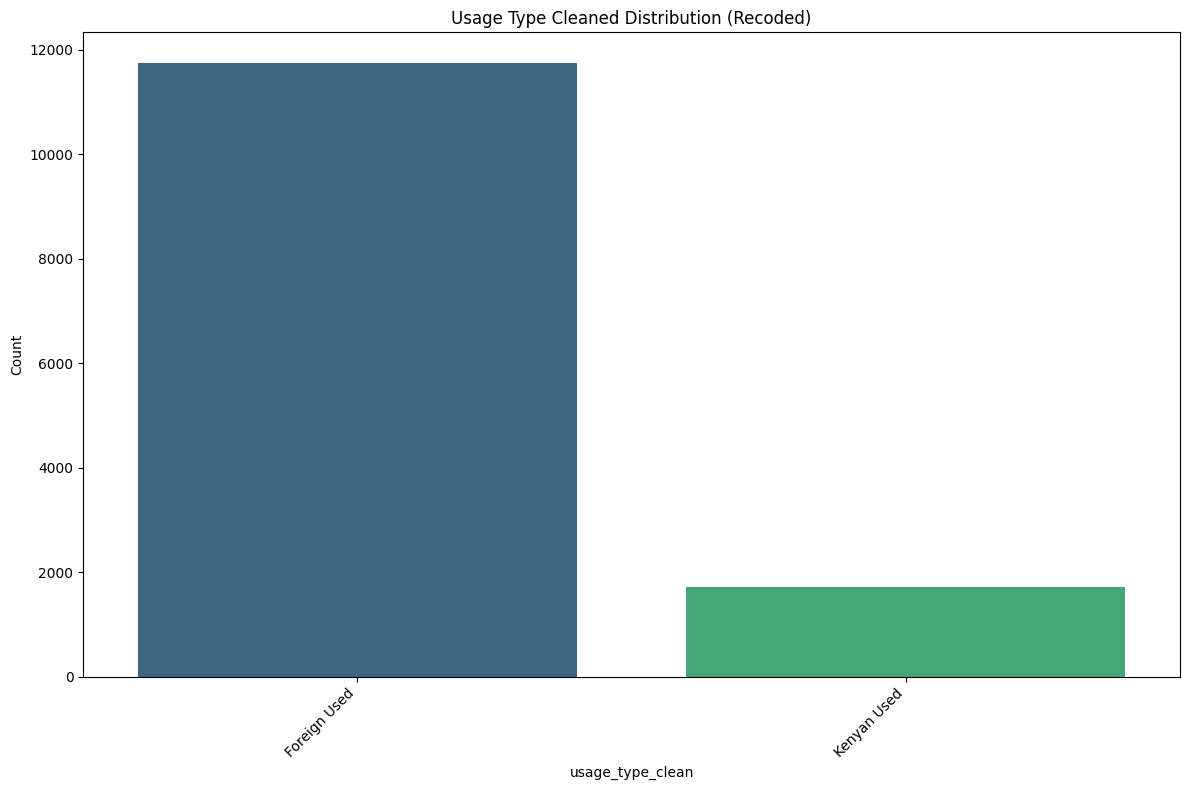 Usage Type Cleaned Distribution (Recoded)
12000
10000
8000
6000
4000
2000
0
Count
Foreign Used
Kenyan Used
usage_type_clean